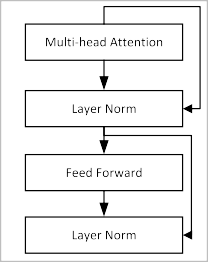 Multi-head Attention
Layer Norm
Feed Forward
Layer Norm